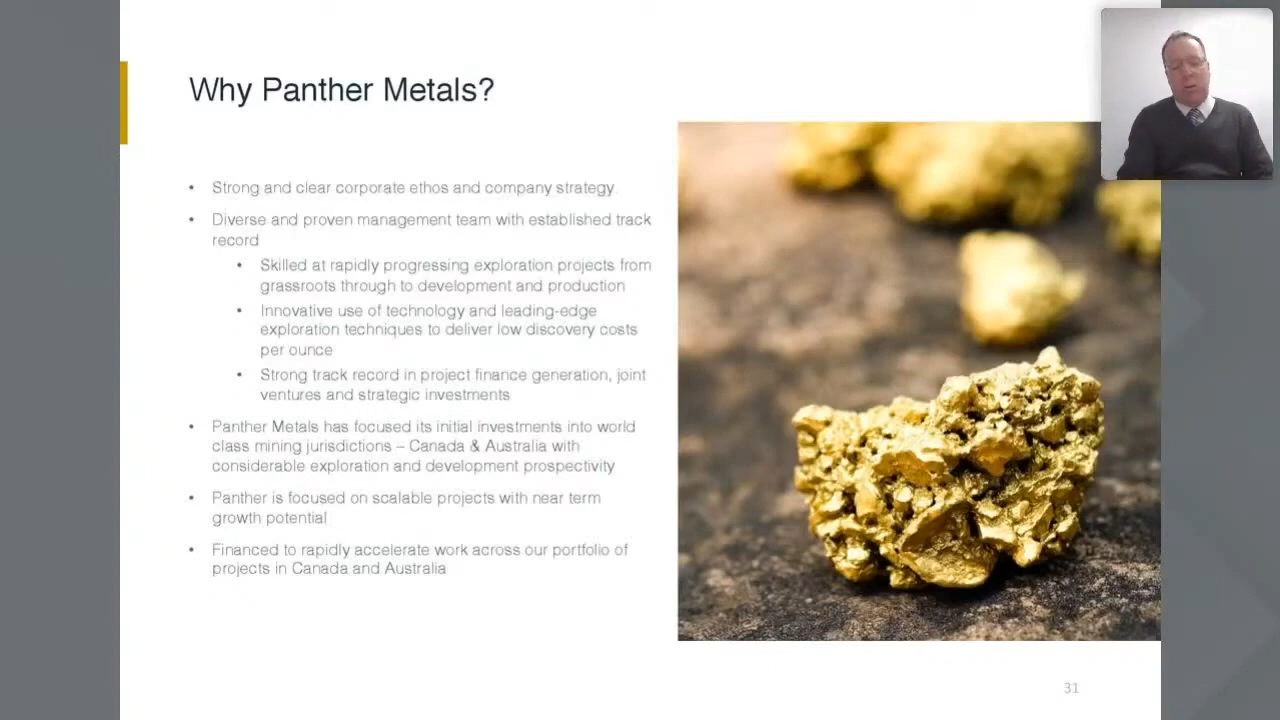 Why Panther Metals?
• Strong and clear corporate ethos and company strategy
• Diverse and proven management team with established track
record
• Skilled at rapidly progressing exploration projects from
grassroots through to development and production
• Innovative use of technology and leading-edge
exploration techniques to deliver low discovery costs
per ounce
• Strong track record in project finance generation, joint
ventures and strategic investments
• Panther Metals has focused its initial investments into world
class mining jurisdictions – Canada & Australia with
considerable exploration and development prospectivity
• Panther is focused on scalable projects with near term
growth potential
• Financed to rapidly accelerate work across our portfolio of
projects in Canada and Australia
31